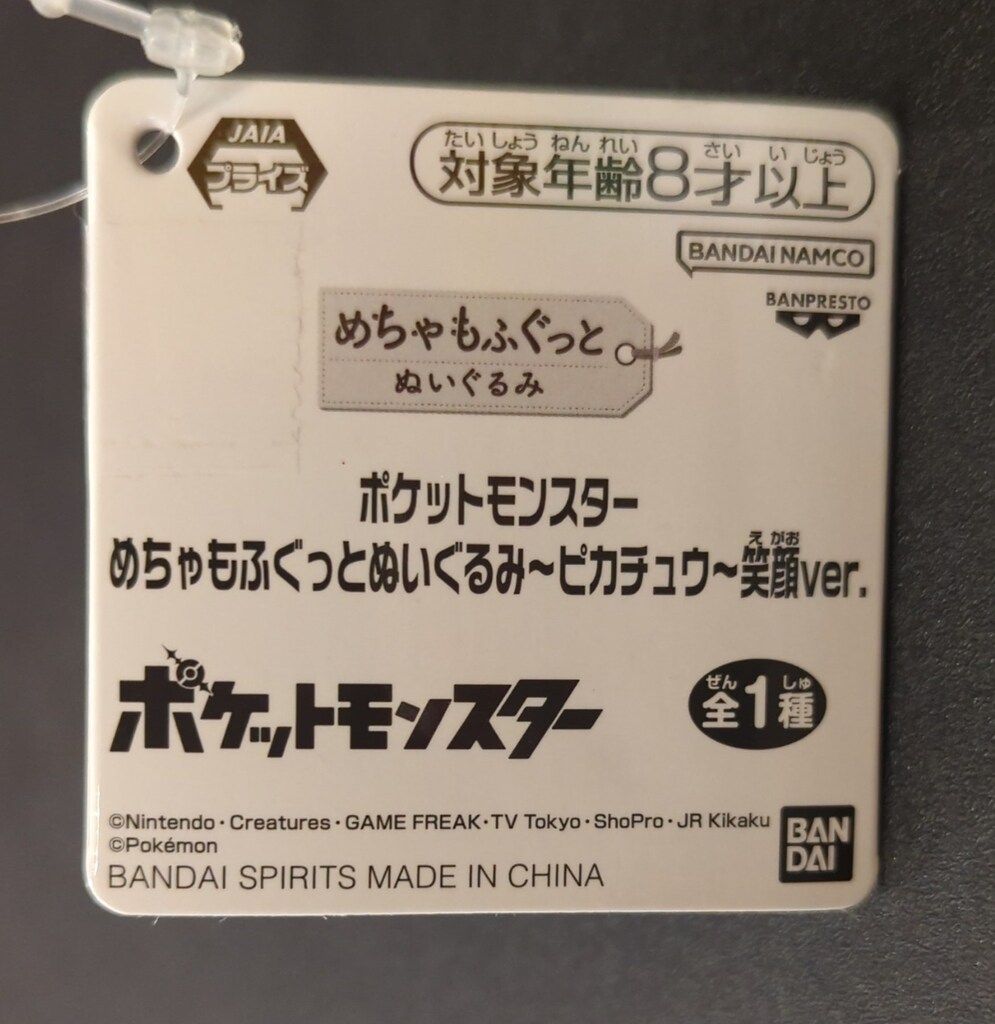 JAIA
プライズ
たいしょうねんれい さい いじょう
対象年齢8才以上
BANDAI NAMCO
BANPRESTO
めちゃもふぐっと
ぬいぐるみ
ポケットモンスター
えがお
めちゃもふぐっとぬいぐるみ~ピカチュウ~笑顔ver.
ポケットモンスター
ぜん しゅ
全1種
©Nintendo・Creatures・GAME FREAK・TV Tokyo・ShoPro・JR Kikaku
©Pokémon
BANDAI SPIRITS MADE IN CHINA
BAN
DAI